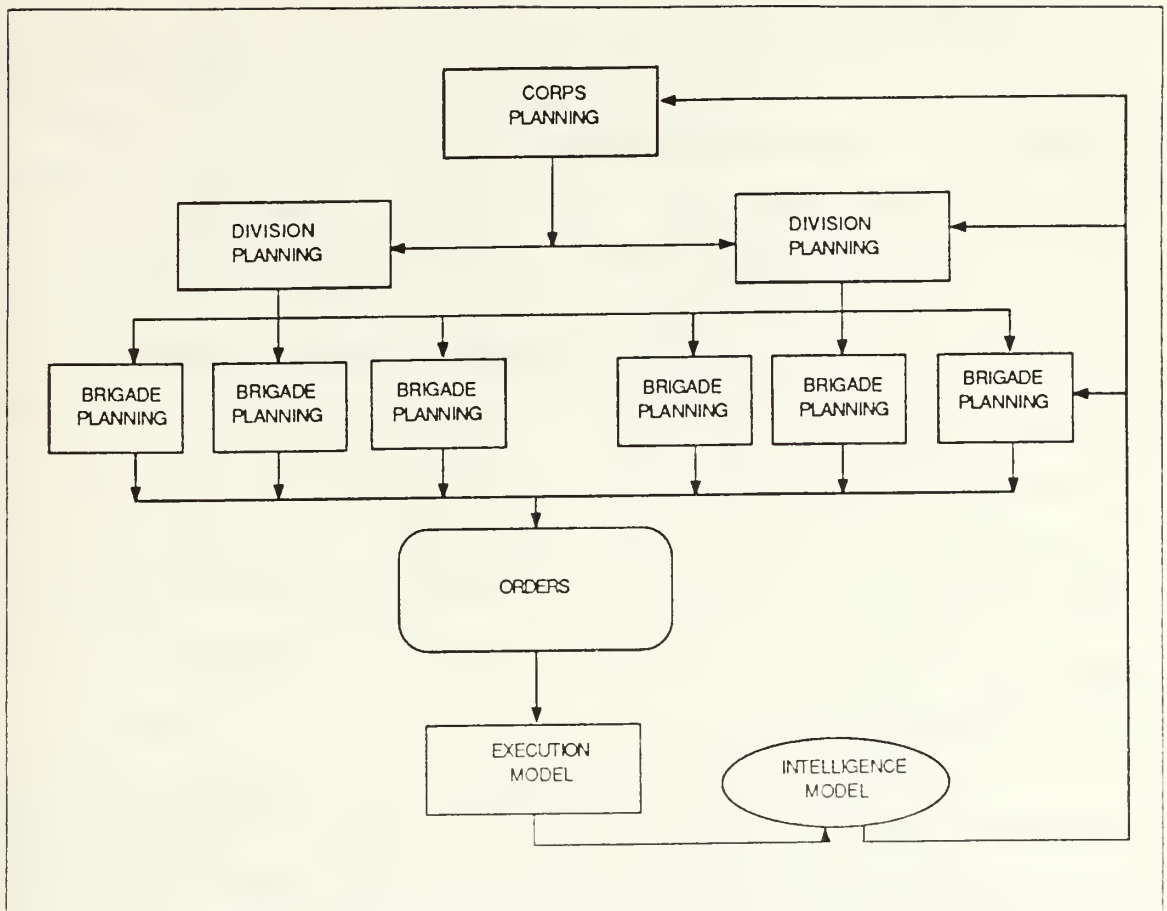 CORPS
PLANNING
DIVISION
PLANNING
DIVISION
PLANNING
BRIGADE
PLANNING
BRIGADE
PLANNING
BRIGADE
PLANNING
BRIGADE
PLANNING
BRIGADE
PLANNING
BRIGADE
PLANNING
ORDERS
EXECUTION
MODEL
INTELLIGENCE
MODEL